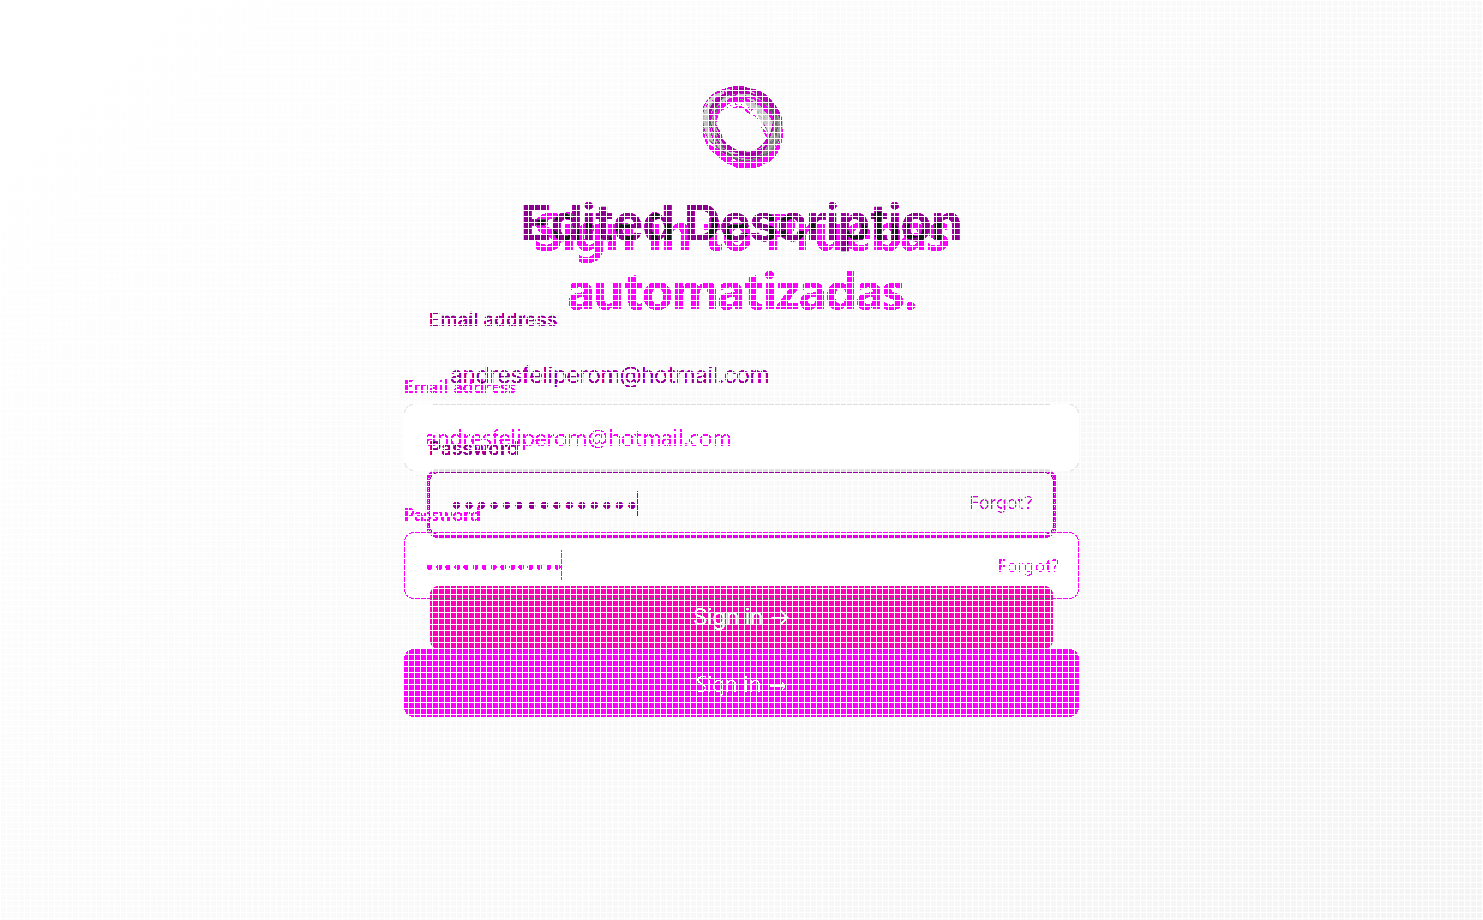 Edited Description
Sign in to Pruebas
automatizadas.
Email address
andresfeliperom@hotmail.com
Email address
andresfeliperom@hotmail.com
Password
Forgot?
Password
Forgot?
Sign in →
Sign in →